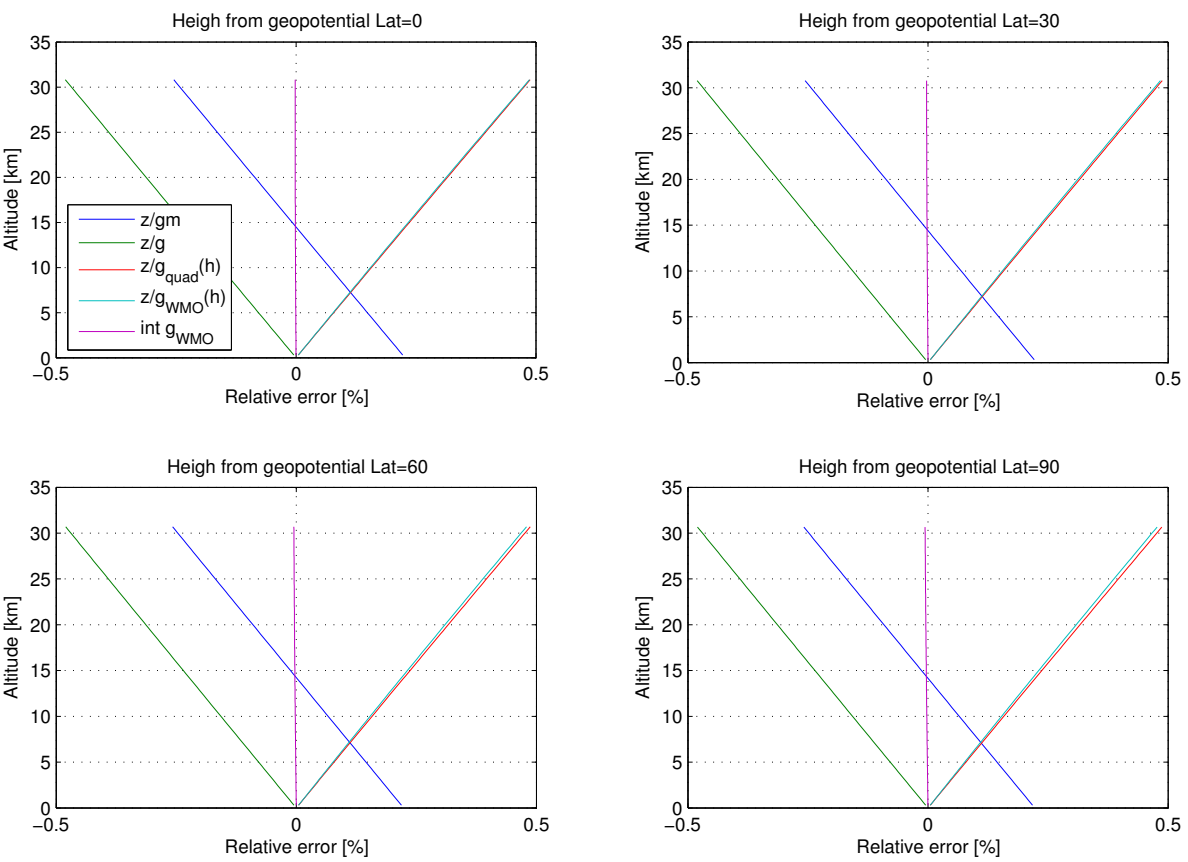 Heigh from geopotential Lat=0
35
30
25
20
15
10
5
0
Altitude [km]
z/gm
z/g
z/g_quad(h)
z/g_WMO(h)
int g_WMO
−0.5
0
0.5
Relative error [%]
Heigh from geopotential Lat=30
35
30
25
20
15
10
5
0
Altitude [km]
−0.5
0
0.5
Relative error [%]
Heigh from geopotential Lat=60
35
30
25
20
15
10
5
0
Altitude [km]
−0.5
0
0.5
Relative error [%]
Heigh from geopotential Lat=90
35
30
25
20
15
10
5
0
Altitude [km]
−0.5
0
0.5
Relative error [%]